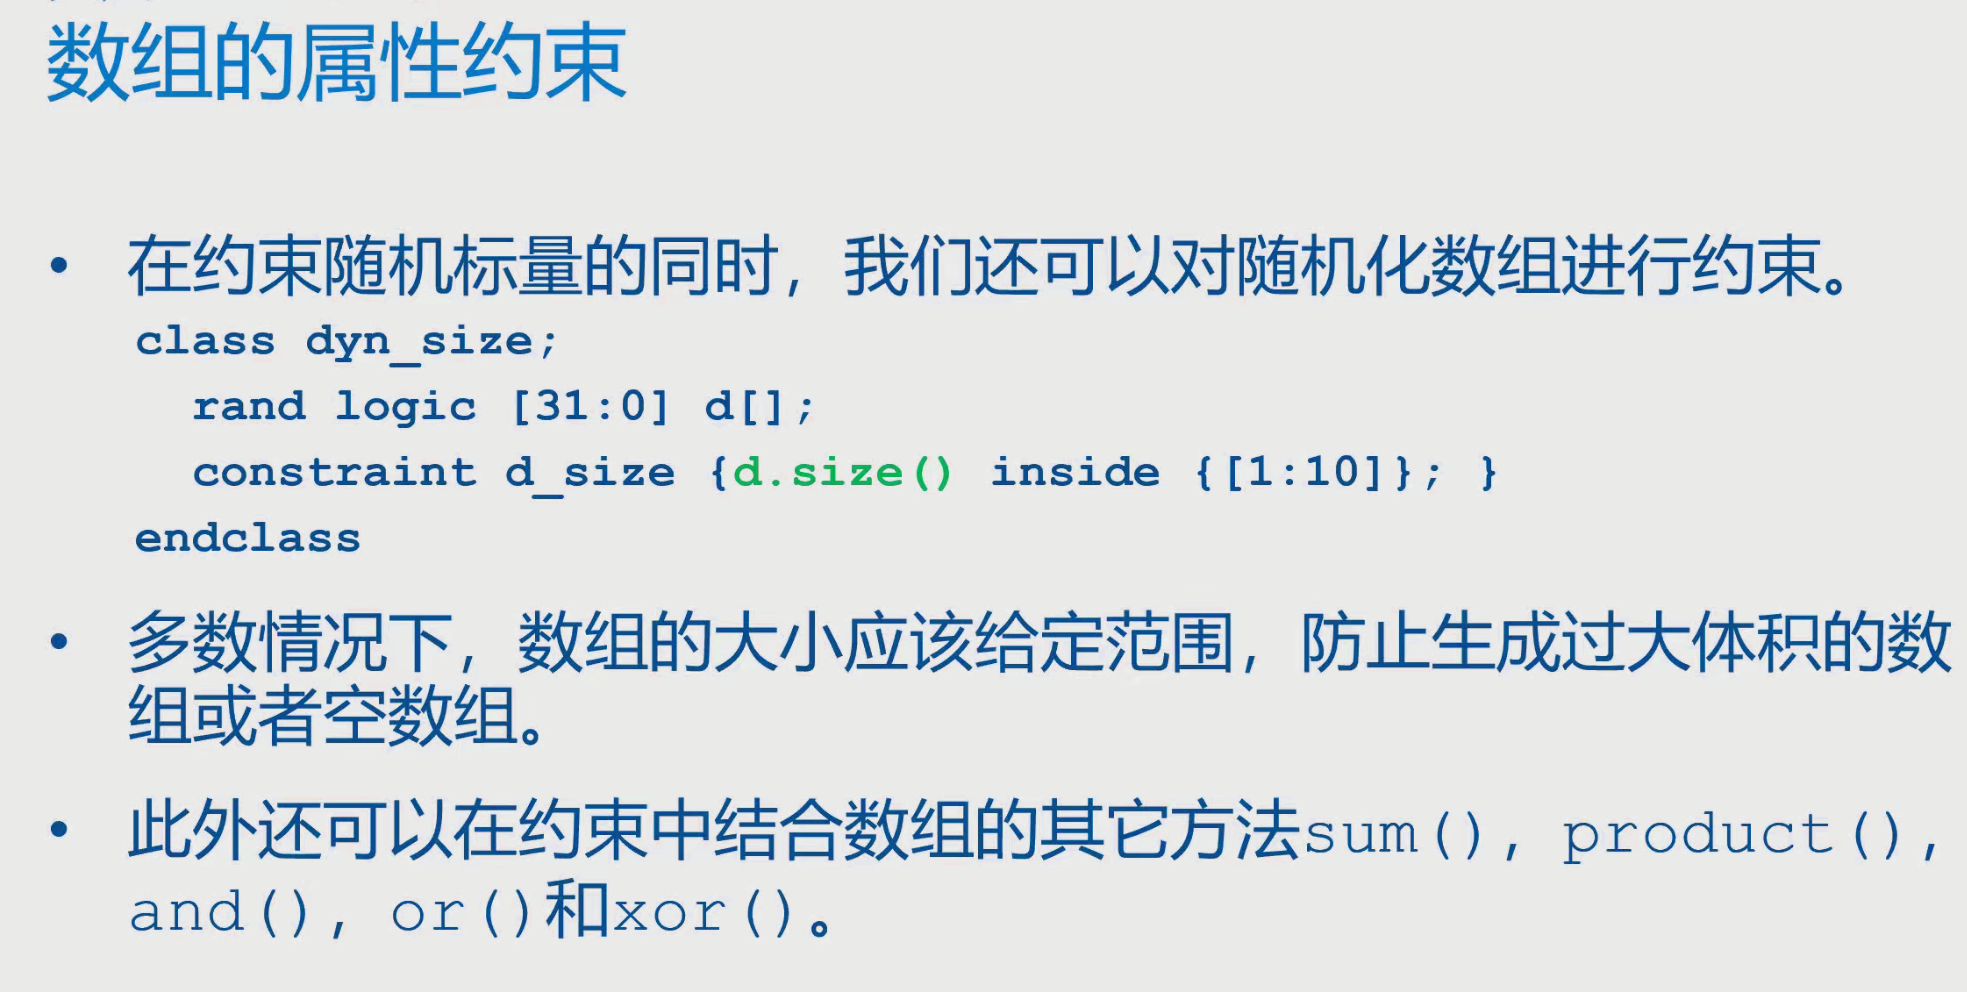 数组的属性约束
• 在约束随机标量的同时，我们还可以对随机化数组进行约束。
class dyn_size;
rand logic [31:0] d[];
constraint d_size {d.size() inside {[1:10]}; }
endclass
• 多数情况下，数组的大小应该给定范围，防止生成过大体积的数
组或者空数组。
• 此外还可以在约束中结合数组的其它方法sum(), product(),
and(), or()和xor()。